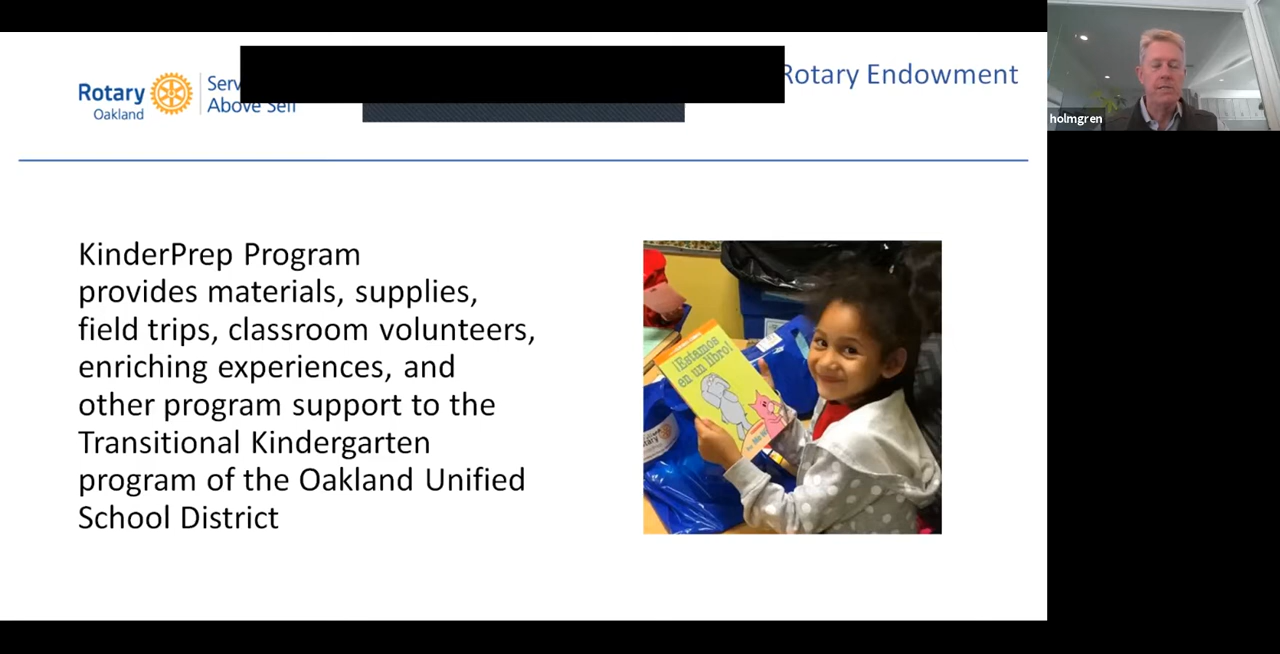 Rotary
Oakland
Above Self
Rotary Endowment
holmgren
KinderPrep Program
provides materials, supplies,
field trips, classroom volunteers,
enriching experiences, and
other program support to the
Transitional Kindergarten
program of the Oakland Unified
School District
¡Estamos
en un libro!